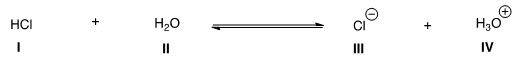 HCl + H₂O ⇌ Cl⊖ + H₃O⊕
I II III IV